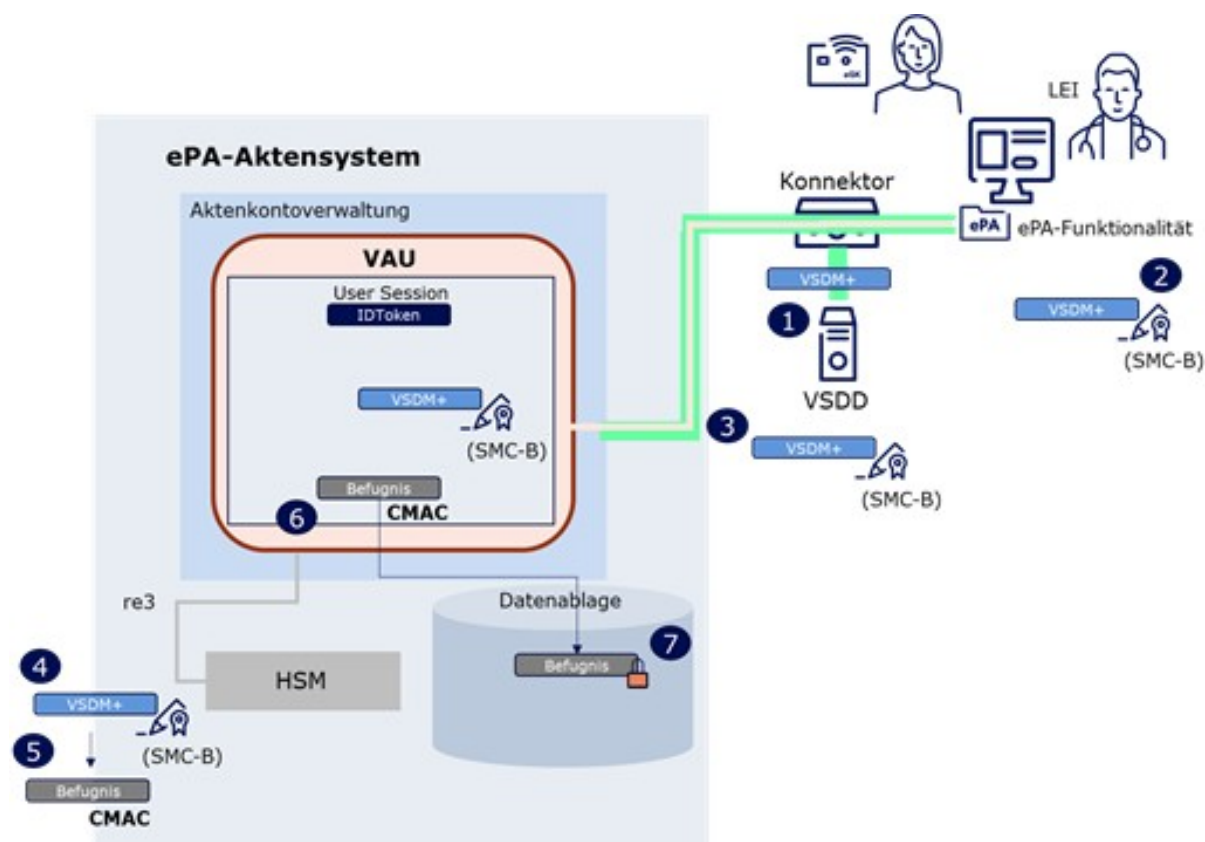 eGK
LEI
ePA-Aktensystem
Konnektor
Aktenkontoverwaltung
ePA
ePA-Funktionalität
VAU
User Session
IDToken
VSDM+
1
2
VSDM+
(SMC-B)
VSDD
VSDM+
(SMC-B)
3
VSDM+
(SMC-B)
Befugnis
CMAC
6
re3
Datenablage
7
Befugnis
HSM
4
VSDM+
(SMC-B)
5
Befugnis
CMAC